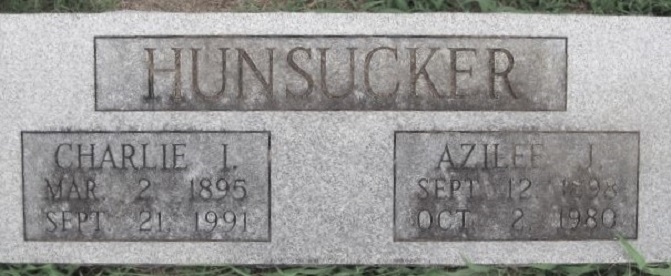 HUNSUCKER
CHARLIE I.
MAR. 2 1895
SEPT. 21 1991
AZILEE J.
SEPT. 12 1898
OCT. 2, 1980